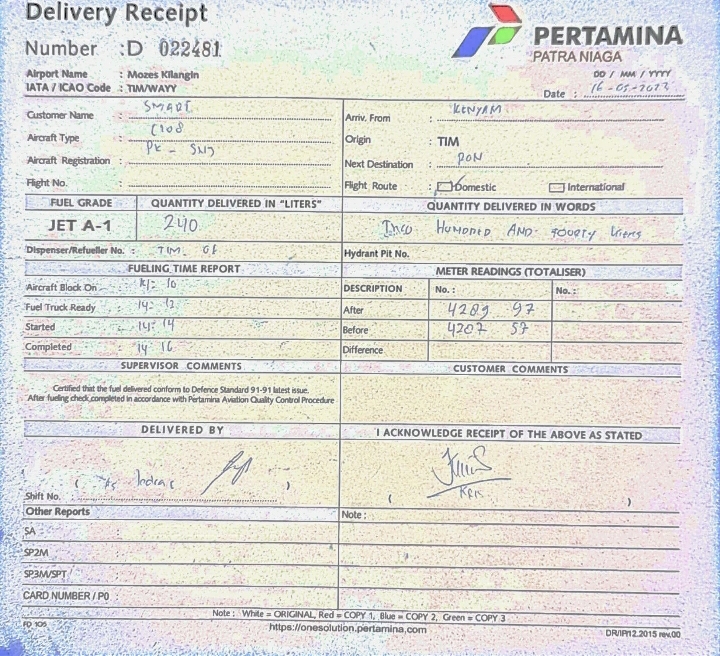 Delivery Receipt
Number :D 022481
PERTAMINA
PATRA NIAGA
Airport Name : Mozes Kilangin
IATA / ICAO Code : TIM/WAYY
DD / MM / YYYY
Date : 16-05-2023
Customer Name : SMART
Arriv. From : KENYAM
Aircraft Type : C208
Origin : TIM
Aircraft Registration : PK - SNJ
Next Destination :
Flight No. :
Flight Route : Domestic International
FUEL GRADE QUANTITY DELIVERED IN "LITERS" QUANTITY DELIVERED IN WORDS
JET A-1 240 HUNDRED AND FOURTY
Dispenser/Refueller No. : TIM
Hydrant Pit No.
FUELING TIME REPORT METER READINGS (TOTALISER)
Aircraft Block On 10 DESCRIPTION No. : No. :
Fuel Truck Ready 14:13 After 4289 97
Started 14:14 Before 4287 57
Completed 14 16 Difference
SUPERVISOR COMMENTS CUSTOMER COMMENTS
Certified that the fuel delivered conform to Defence Standard 91-91 latest issue.
After fueling check,completed in accordance with Pertamina Aviation Quality Control Procedure
DELIVERED BY I ACKNOWLEDGE RECEIPT OF THE ABOVE AS STATED
Shift No. :
Other Reports Note :
SA
SP2M
SP3M/SPT
CARD NUMBER / P0
Note : White = ORIGINAL, Red = COPY 1, Blue = COPY 2, Green = COPY 3
FO 105 https://onesolution.pertamina.com DR/IP/12.2015 rev.00